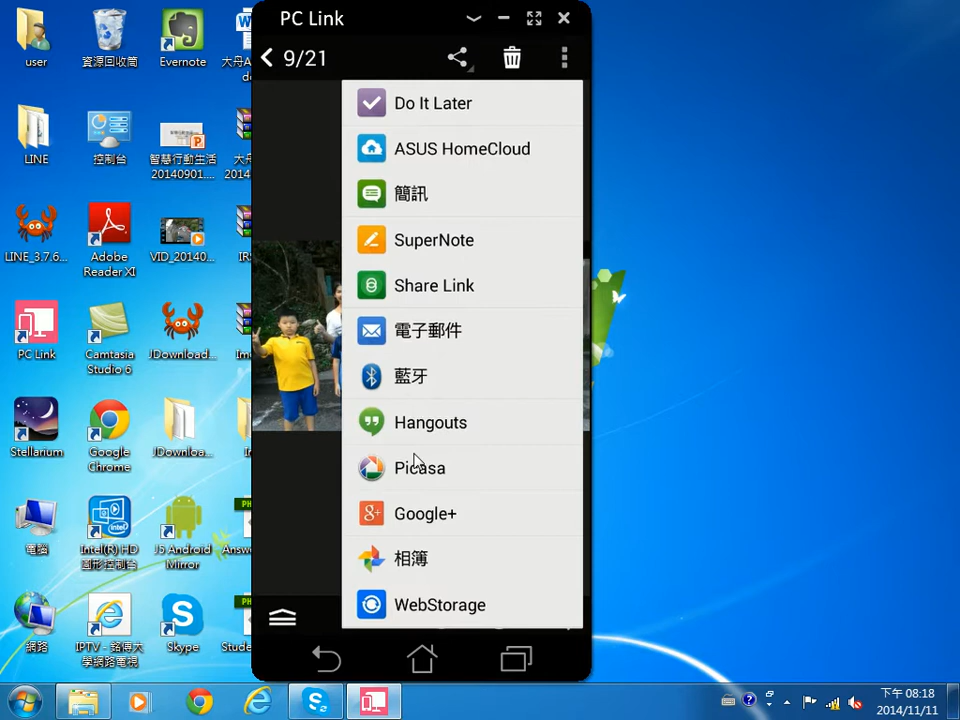 PC Link
9/21
Do It Later
ASUS HomeCloud
簡訊
SuperNote
Share Link
電子郵件
藍牙
Hangouts
Picasa
Google+
相簿
WebStorage
user
資源回收筒
Evernote
LINE
控制台
智慧行動生活
20140901....
LINE_3.7.6...
Adobe
Reader XI
VID_20140...
PC Link
Camtasia
Studio 6
JDownload...
Stellarium
Google
Chrome
JDownloa...
電腦
Intel(R) HD
圖形控制台
J5 Android
Mirror
網路
IPTV - 銘傳大
學網路電視
Skype
下午 08:18
2014/11/11